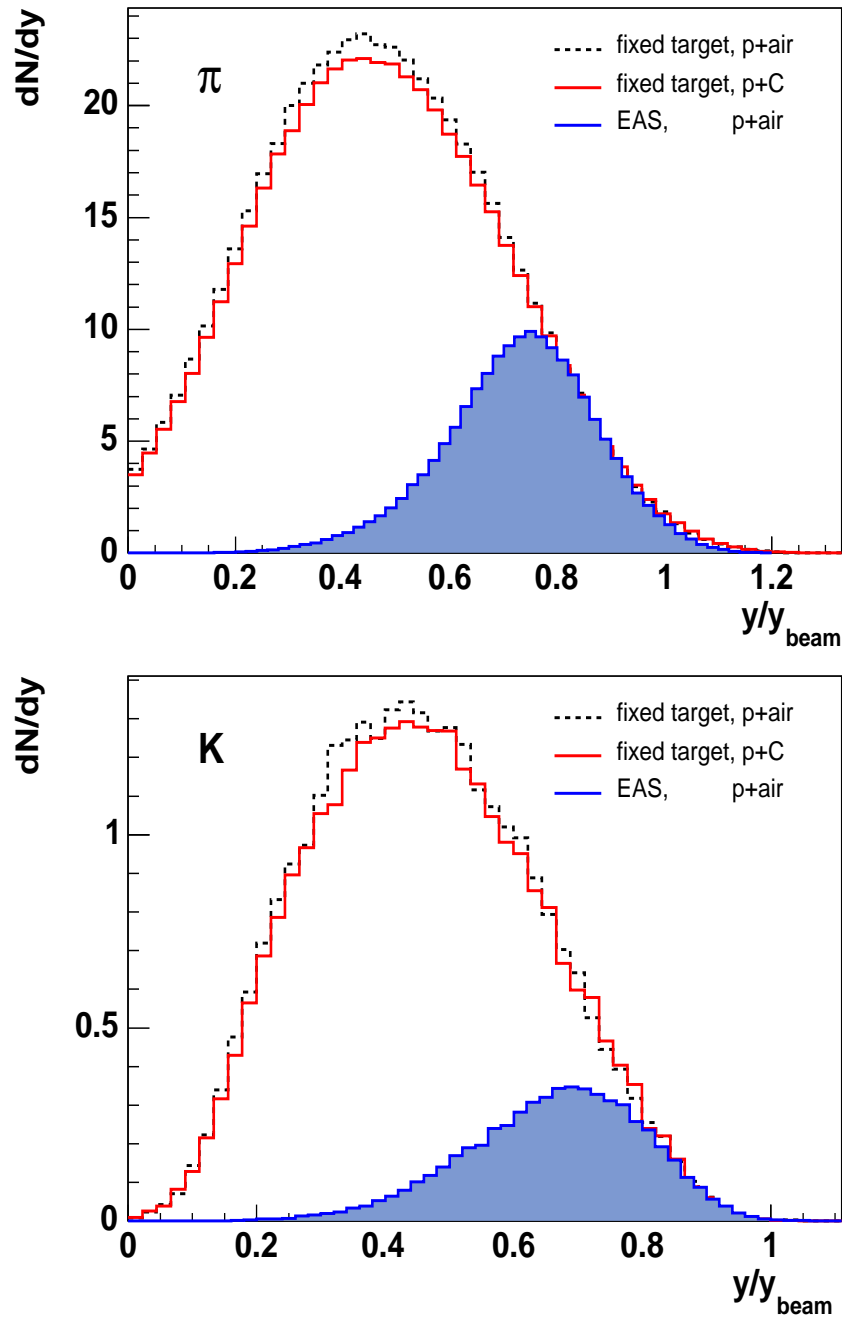 dN/dy
π
fixed target, p+air
fixed target, p+C
EAS, p+air
20
15
10
5
0
0 0.2 0.4 0.6 0.8 1 1.2
y/y_beam
dN/dy
K
fixed target, p+air
fixed target, p+C
EAS, p+air
1
0.5
0
0 0.2 0.4 0.6 0.8 1
y/y_beam